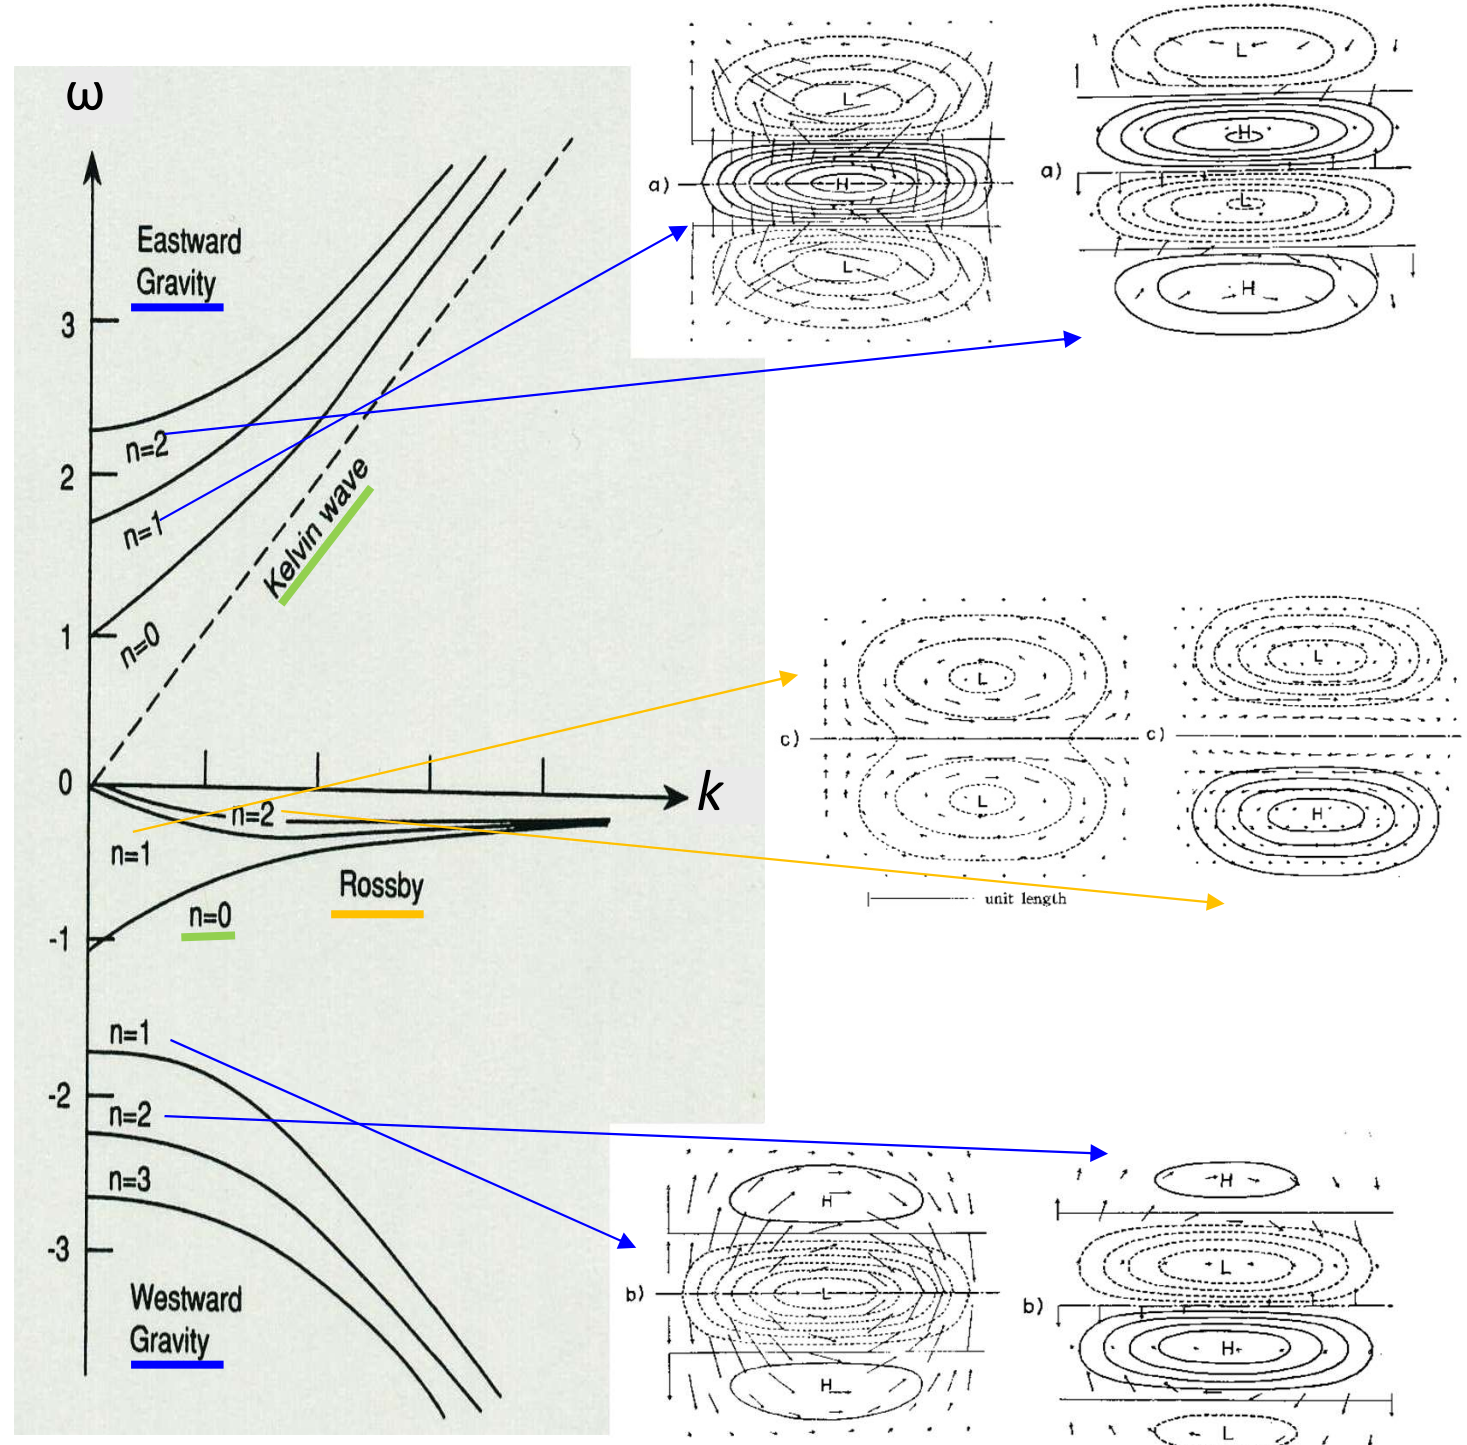 ω
Eastward
Gravity
3
n=2
2
n=1
Kelvin wave
1
n=0
0
k
n=2
n=1
Rossby
n=0
-1
n=1
-2
n=2
n=3
-3
Westward
Gravity
L
a)
H
L
L
H
a)
L
H
L
c)
L
unit length
L
c)
H
H
b)
L
H
H
L
b)
H
L